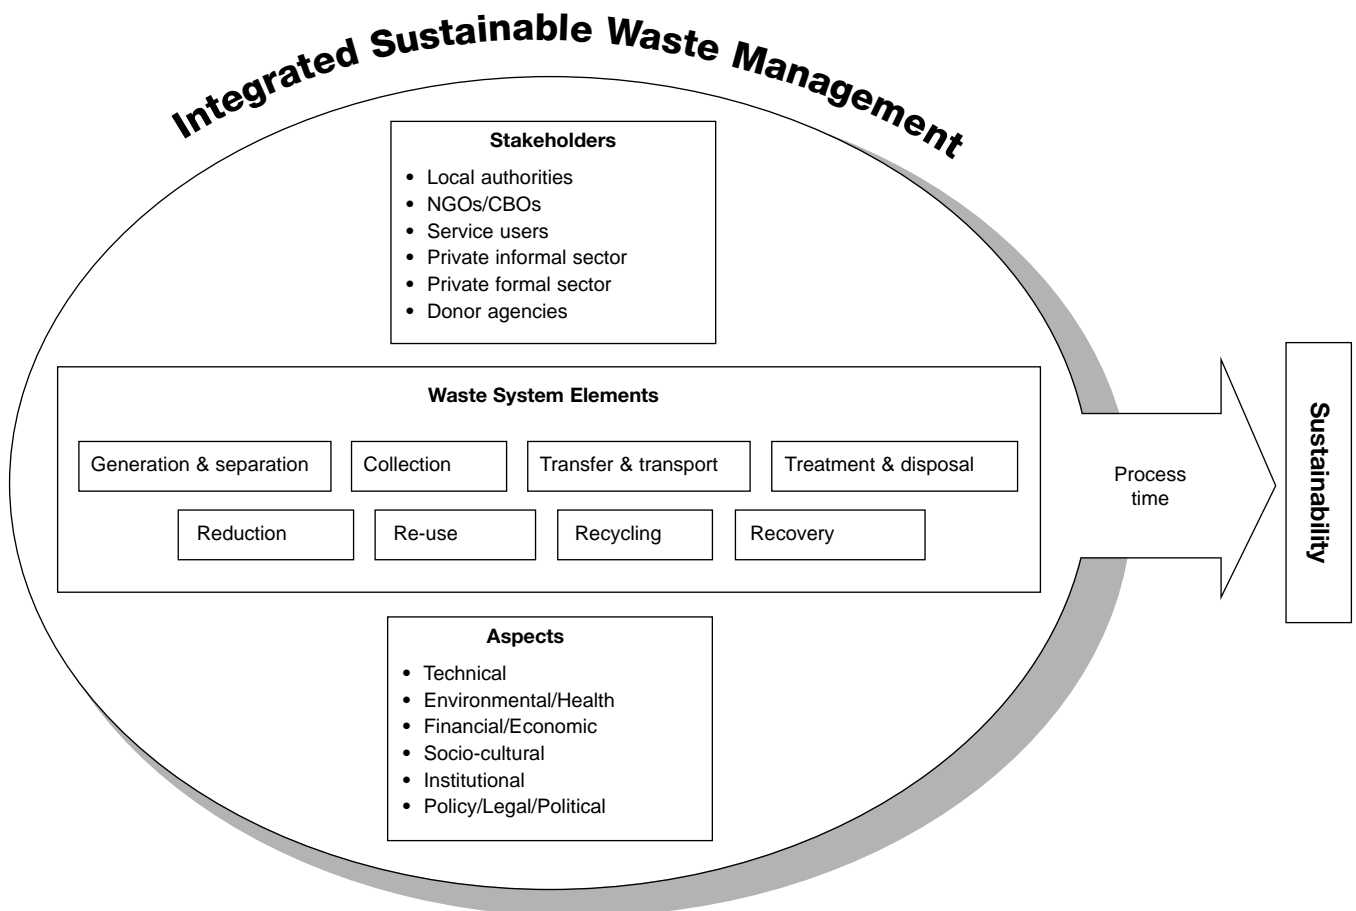 Integrated Sustainable Waste Management
Stakeholders
• Local authorities
• NGOs/CBOs
• Service users
• Private informal sector
• Private formal sector
• Donor agencies
Waste System Elements
Generation & separation
Collection
Transfer & transport
Treatment & disposal
Reduction
Re-use
Recycling
Recovery
Aspects
• Technical
• Environmental/Health
• Financial/Economic
• Socio-cultural
• Institutional
• Policy/Legal/Political
Process
time
Sustainability